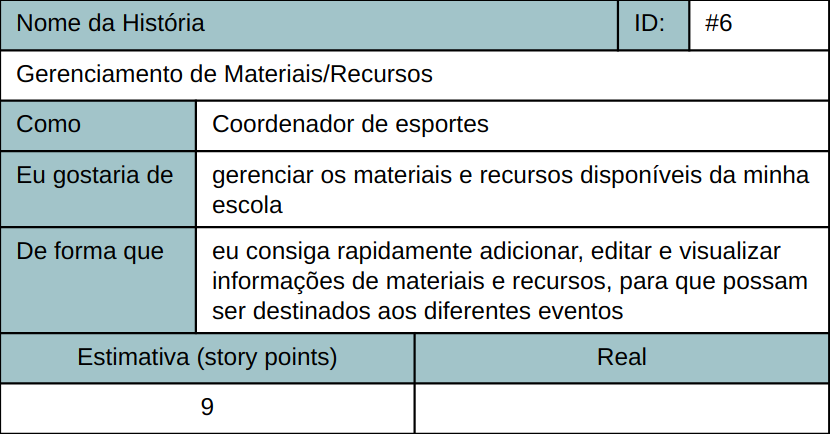 Nome da História ID: #6
Gerenciamento de Materiais/Recursos
Como Coordenador de esportes
Eu gostaria de gerenciar os materiais e recursos disponíveis da minha
escola
De forma que eu consiga rapidamente adicionar, editar e visualizar
informações de materiais e recursos, para que possam
ser destinados aos diferentes eventos
Estimativa (story points) Real
9